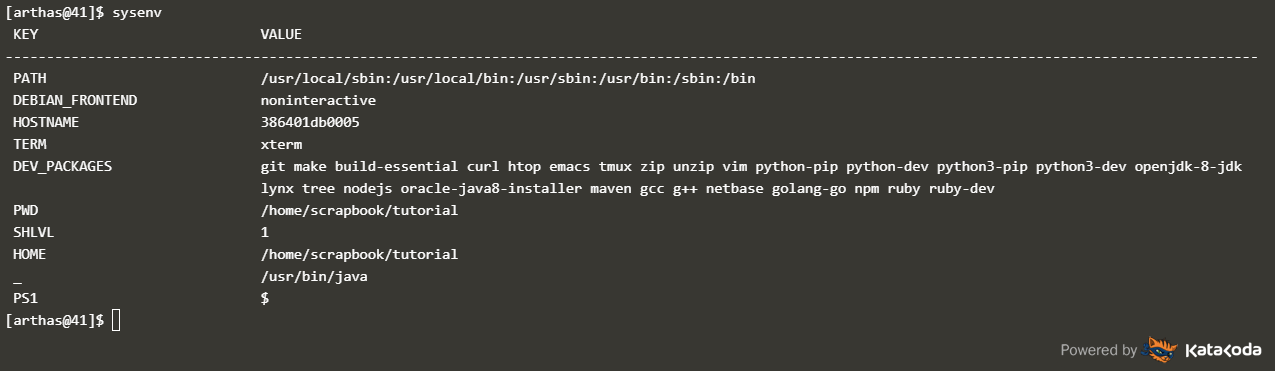 [arthas@41]$ sysenv
KEY VALUE
--------------------------------------------------------------------------------------------------------------------------------------------------------
PATH /usr/local/sbin:/usr/local/bin:/usr/sbin:/usr/bin:/sbin:/bin
DEBIAN_FRONTEND noninteractive
HOSTNAME 386401db0005
TERM xterm
DEV_PACKAGES git make build-essential curl htop emacs tmux zip unzip vim python-pip python-dev python3-pip python3-dev openjdk-8-jdk
lynx tree nodejs oracle-java8-installer maven gcc g++ netbase golang-go npm ruby ruby-dev
PWD /home/scrapbook/tutorial
SHLVL 1
HOME /home/scrapbook/tutorial
_ /usr/bin/java
PS1 $
[arthas@41]$
Powered by KataKoda